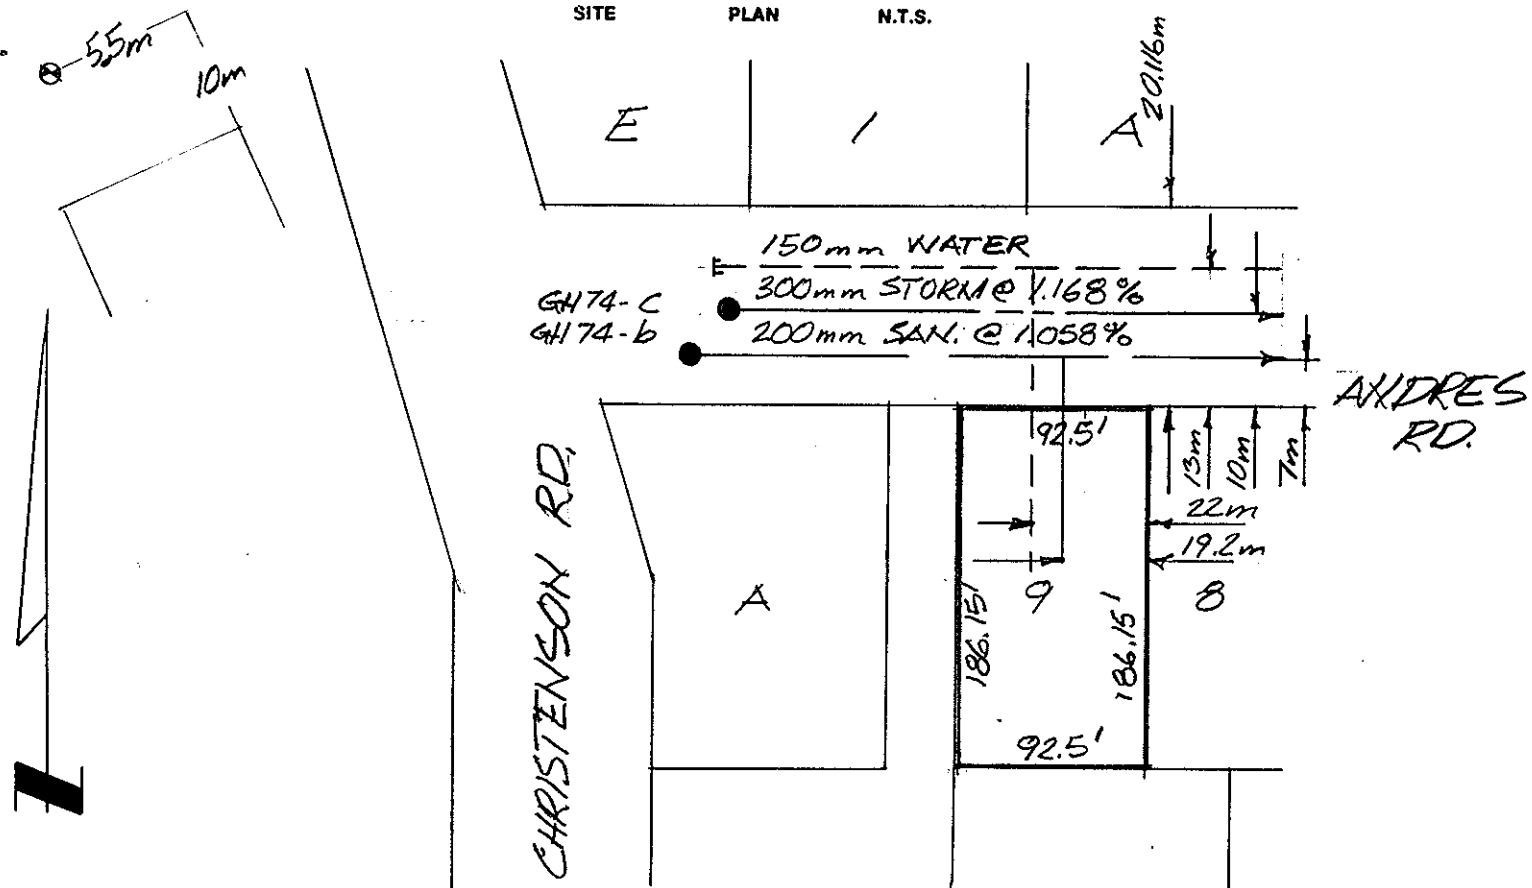 SITE PLAN N.T.S.
5.5m
10m
20.116m
E
1
A
150mm WATER
300mm STORM @ 1.168%
200mm SAN. @ 1.058%
GH74-C
GH74-b
ANDRES
RD.
92.5'
13m
10m
7m
22m
19.2m
CHRISTENSON RD.
A
9
8
186.15'
186.15'
92.5'